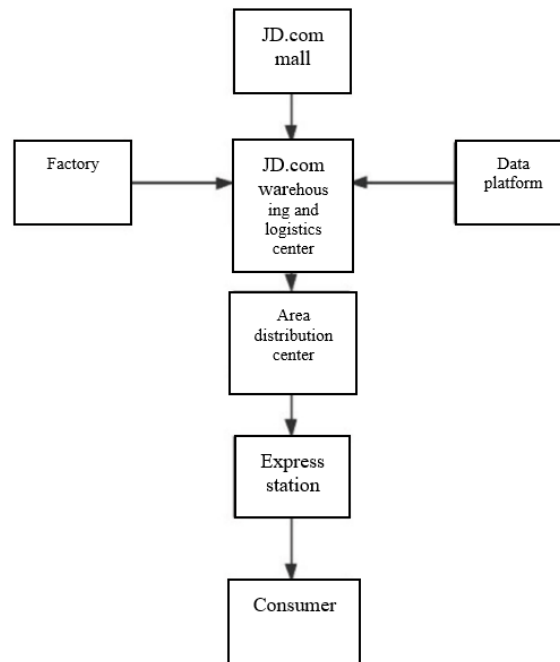 JD.com
mall
Factory
JD.com
warehous
ing and
logistics
center
Data
platform
Area
distribution
center
Express
station
Consumer